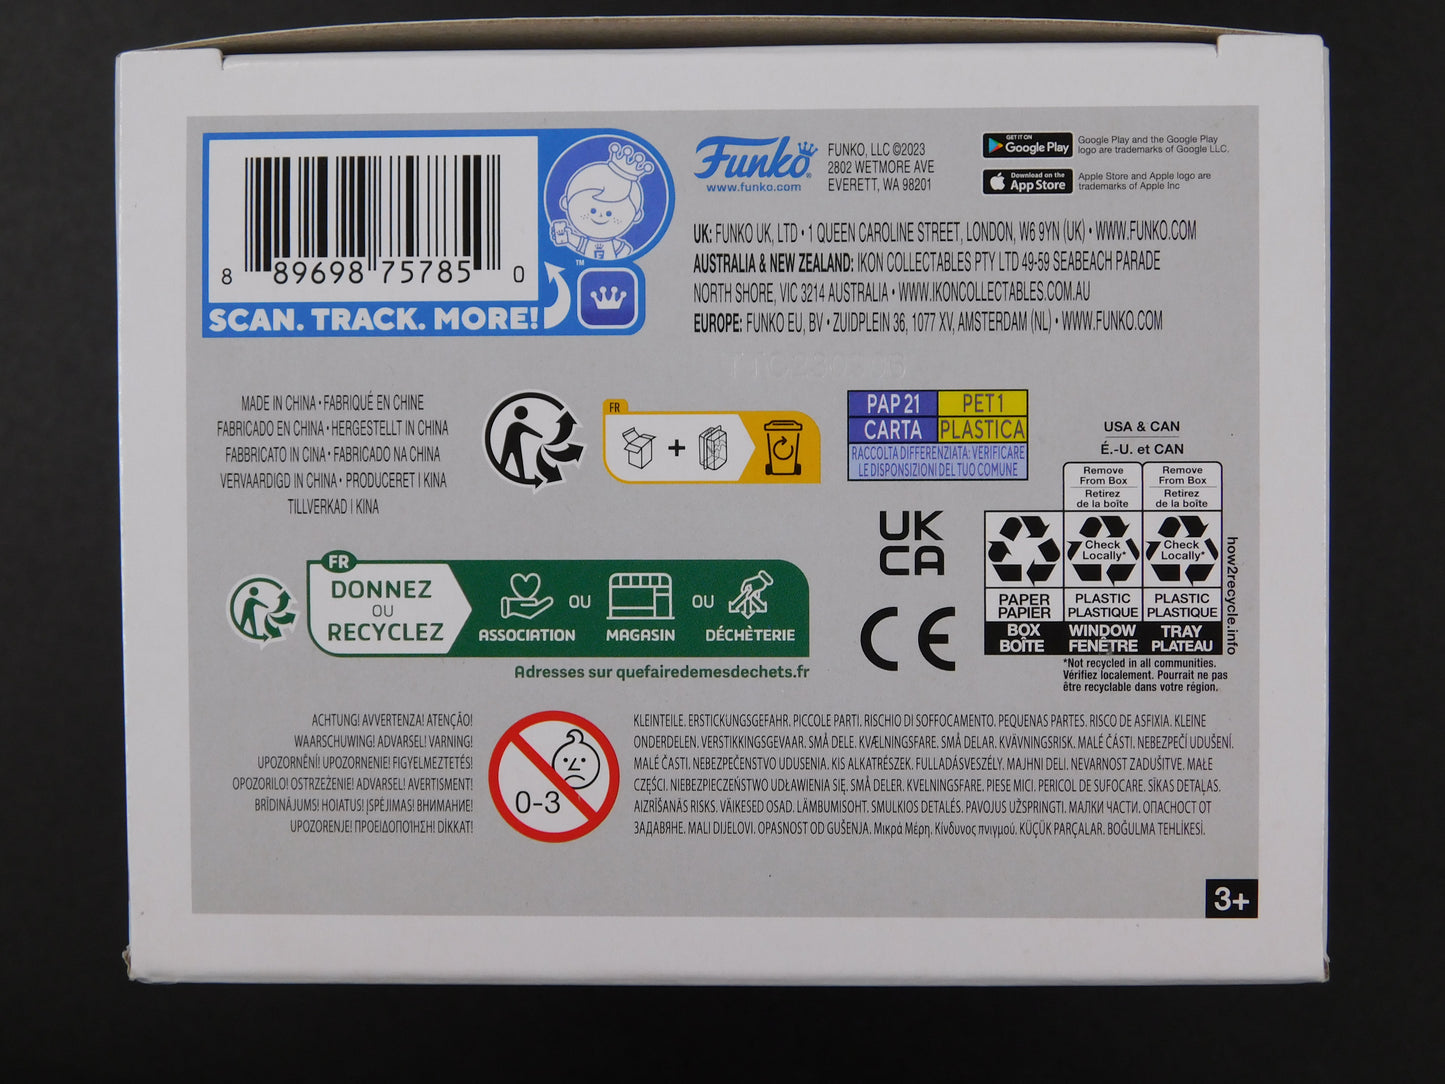 8 89698 75785 0
SCAN. TRACK. MORE!
™
Funko®
www.funko.com
FUNKO, LLC ©2023
2802 WETMORE AVE
EVERETT, WA 98201
GET IT ON
Google Play
Google Play and the Google Play
logo are trademarks of Google LLC.
Download on the
App Store
Apple Store and Apple logo are
trademarks of Apple Inc
UK: FUNKO UK, LTD • 1 QUEEN CAROLINE STREET, LONDON, W6 9YN (UK) • WWW.FUNKO.COM
AUSTRALIA & NEW ZEALAND: IKON COLLECTABLES PTY LTD 49-59 SEABEACH PARADE
NORTH SHORE, VIC 3214 AUSTRALIA • WWW.IKONCOLLECTABLES.COM.AU
EUROPE: FUNKO EU, BV • ZUIDPLEIN 36, 1077 XV, AMSTERDAM (NL) • WWW.FUNKO.COM
MADE IN CHINA • FABRIQUÉ EN CHINE
FABRICADO EN CHINA • HERGESTELLT IN CHINA
FABBRICATO IN CINA • FABRICADO NA CHINA
VERVAARDIGD IN CHINA • PRODUCERET I KINA
TILLVERKAD I KINA
FR
+
PAP 21
PET 1
CARTA
PLASTICA
RACCOLTA DIFFERENZIATA: VERIFICARE
LE DISPOSIZIONI DEL TUO COMUNE
USA & CAN
É.-U. et CAN
Remove
From Box
Retirez
de la boîte
Remove
From Box
Retirez
de la boîte
Check
Locally*
Check
Locally*
PAPER
PAPIER
PLASTIC
PLASTIQUE
PLASTIC
PLASTIQUE
BOX
BOÎTE
WINDOW
FENÊTRE
TRAY
PLATEAU
how2recycle.info
*Not recycled in all communities.
Vérifiez localement. Pourrait ne pas
être recyclable dans votre région.
UK
CA
CE
FR
DONNEZ
OU
RECYCLEZ
ASSOCIATION
OU
MAGASIN
OU
DÉCHÈTERIE
Adresses sur quefairedemesdechets.fr
ACHTUNG! AVVERTENZA! ATENÇÃO!
WAARSCHUWING! ADVARSEL! VARNING!
UPOZORNĚNÍ! UPOZORNENIE! FIGYELMEZTETÉS!
OPOZORILO! OSTRZEŻENIE! ADVARSEL! AVERTISMENT!
BRĪDINĀJUMS! HOIATUS! ĮSPĖJIMAS! ВНИМАНИЕ!
UPOZORENJE! ΠΡΟΕΙΔΟΠΟΊΗΣΗ! DİKKAT!
0-3
KLEINTEILE. ERSTICKUNGSGEFAHR. PICCOLE PARTI. RISCHIO DI SOFFOCAMENTO. PEQUENAS PARTES. RISCO DE ASFIXIA. KLEINE
ONDERDELEN. VERSTIKKINGSGEVAAR. SMÅ DELE. KVÆLNINGSFARE. SMÅ DELAR. KVÄVNINGSRISK. MALÉ ČÁSTI. NEBEZPEČÍ UDUŠENÍ.
MALÉ ČASTI. NEBEZPEČENSTVO UDUSENIA. KIS ALKATRÉSZEK. FULLADÁSVESZÉLY. MAJHNI DELI. NEVARNOST ZADUŠITVE. MAŁE
CZĘŚCI. NIEBEZPIECZEŃSTWO UDŁAWIENIA SIĘ. SMÅ DELER. KVELNINGSFARE. PIESE MICI. PERICOL DE SUFOCARE. SĪKAS DETAĻAS.
AIZRĪŠANĀS RISKS. VÄIKESED OSAD. LÄMBUMISOHT. SMULKIOS DETALĖS. PAVOJUS UŽSPRINGTI. МАЛКИ ЧАСТИ. ОПАСНОСТ ОТ
ЗАДАВЯНЕ. MALI DIJELOVI. OPASNOST OD GUŠENJA. Μικρά Μέρη. Κίνδυνος πνιγμού. KÜÇÜK PARÇALAR. BOĞULMA TEHLİKESİ.
3+